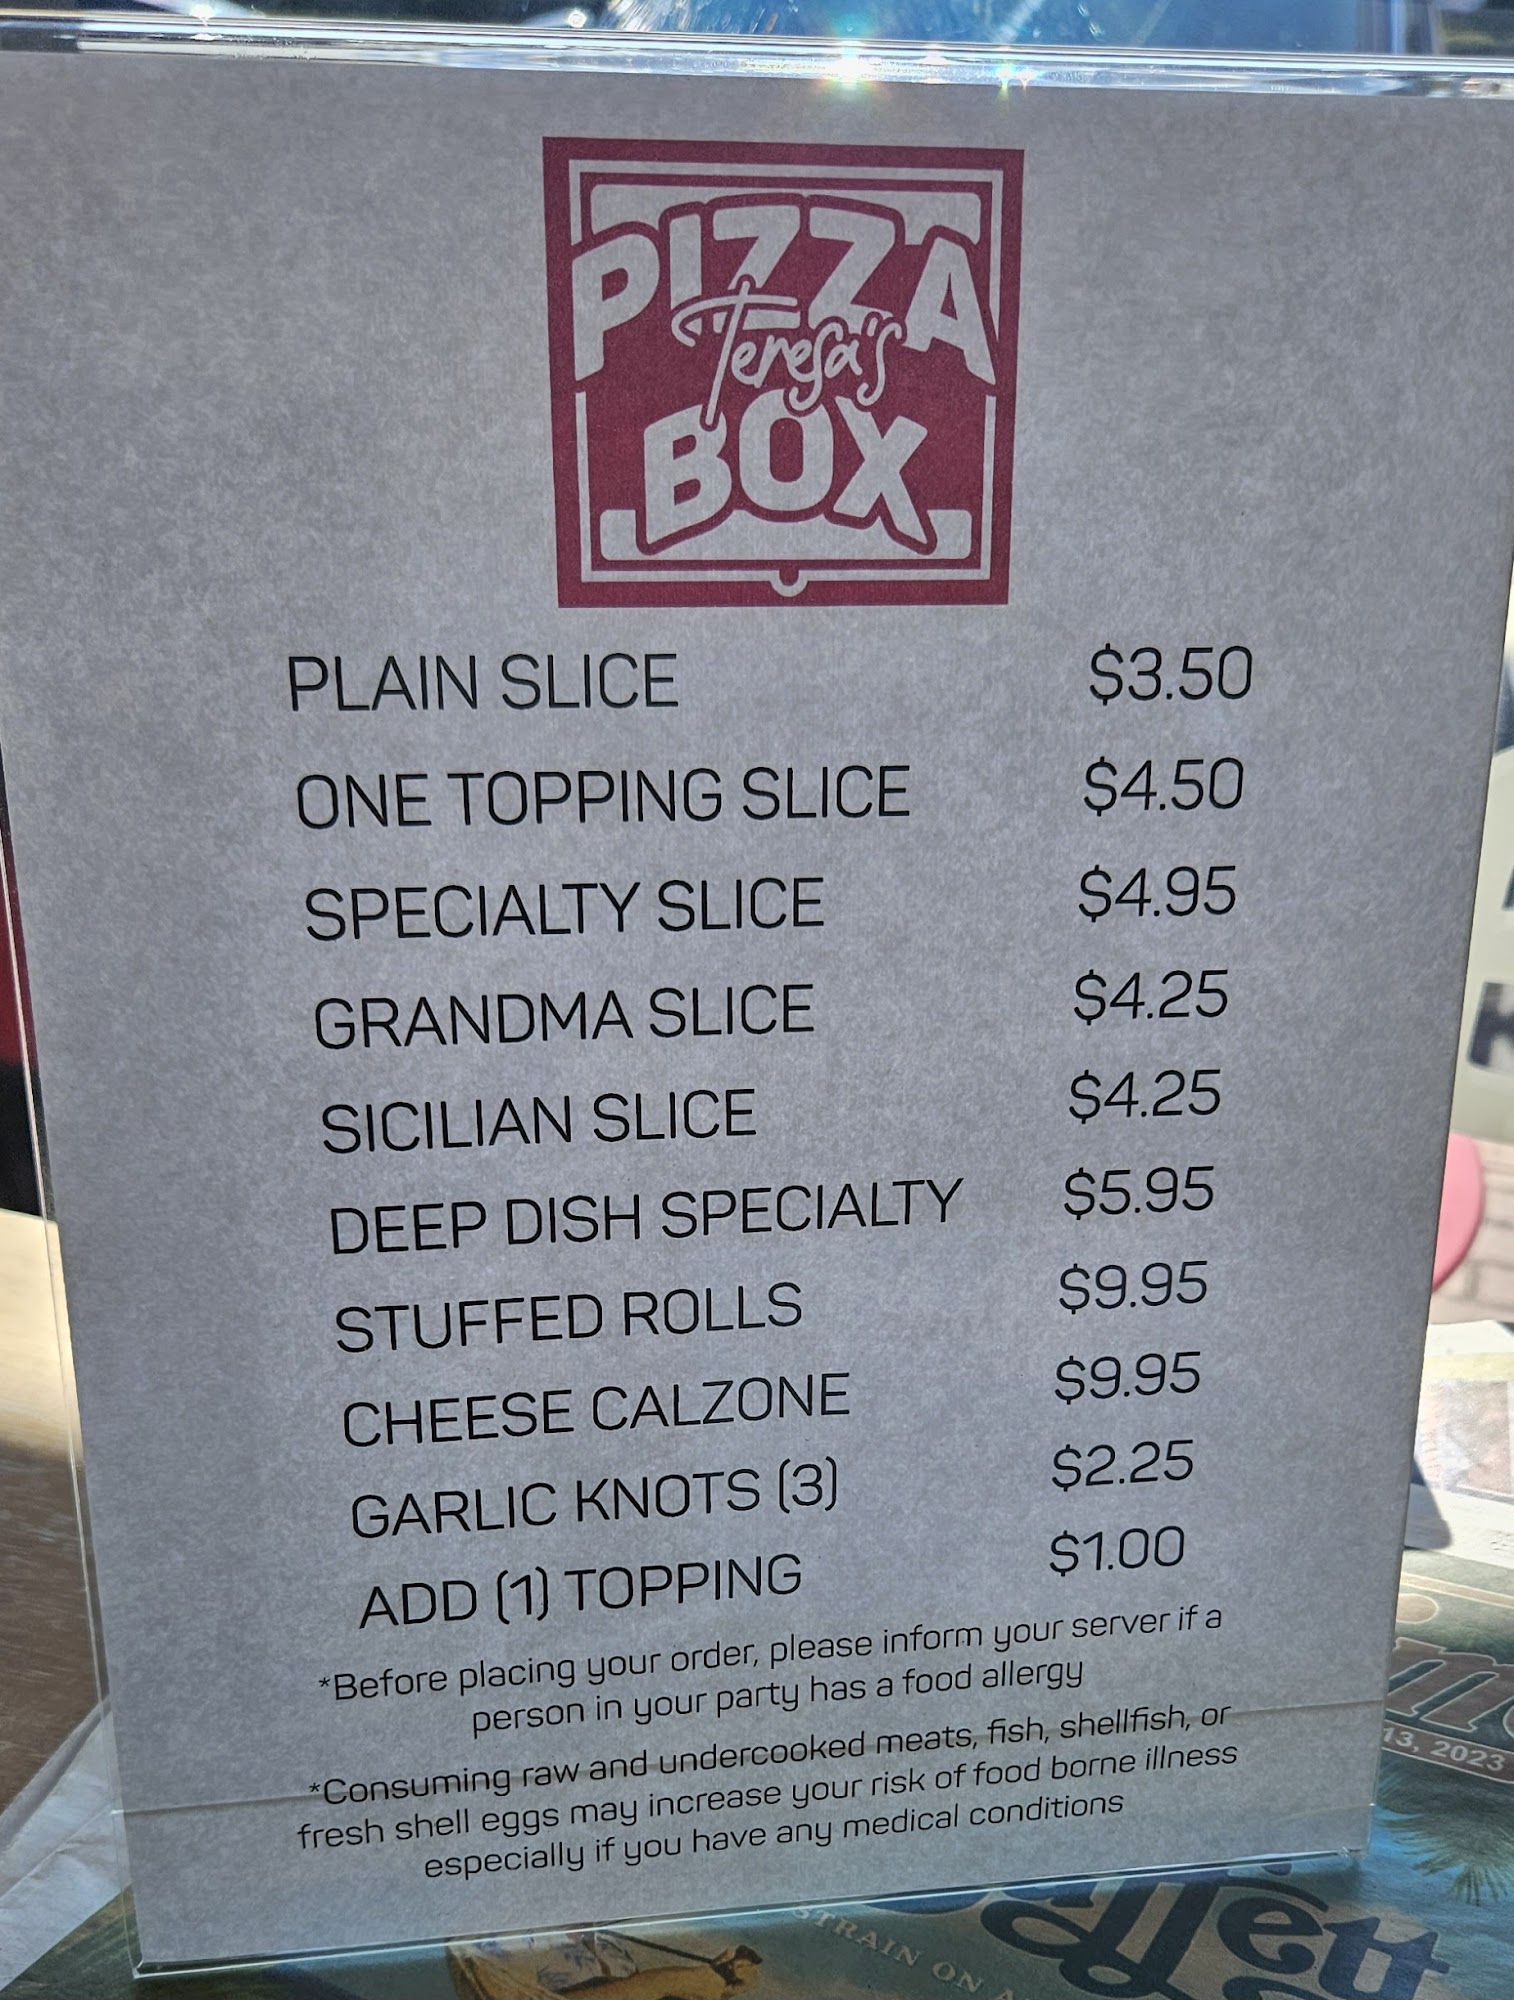 PIZZA
Teresa's
BOX
PLAIN SLICE $3.50
ONE TOPPING SLICE $4.50
SPECIALTY SLICE $4.95
GRANDMA SLICE $4.25
SICILIAN SLICE $4.25
DEEP DISH SPECIALTY $5.95
STUFFED ROLLS $9.95
CHEESE CALZONE $9.95
GARLIC KNOTS (3) $2.25
ADD (1) TOPPING $1.00
*Before placing your order, please inform your server if a
person in your party has a food allergy
*Consuming raw and undercooked meats, fish, shellfish, or
fresh shell eggs may increase your risk of food borne illness
especially if you have any medical conditions
13, 2023
STRAIN ON